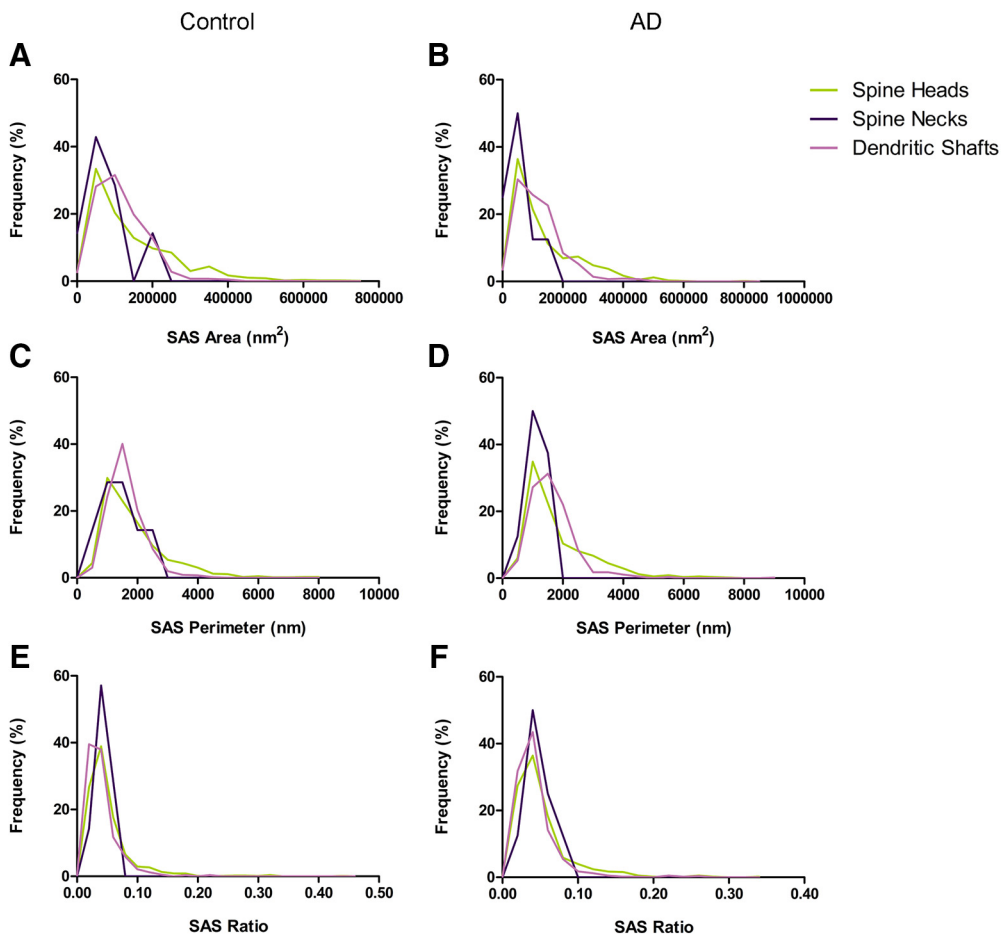 Control
AD
A
Frequency (%)
60
40
20
0
0
200000
400000
600000
800000
SAS Area (nm²)
B
Frequency (%)
60
40
20
0
0
200000
400000
600000
800000
1000000
SAS Area (nm²)
Spine Heads
Spine Necks
Dendritic Shafts
C
Frequency (%)
60
40
20
0
0
2000
4000
6000
8000
10000
SAS Perimeter (nm)
D
Frequency (%)
60
40
20
0
0
2000
4000
6000
8000
10000
SAS Perimeter (nm)
E
Frequency (%)
60
40
20
0
0.00
0.10
0.20
0.30
0.40
0.50
SAS Ratio
F
Frequency (%)
60
40
20
0
0.00
0.10
0.20
0.30
0.40
SAS Ratio